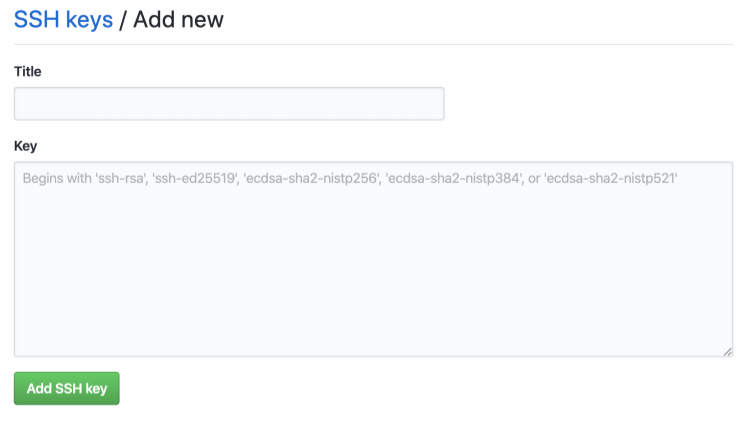 SSH keys / Add new
Title
Key
Begins with 'ssh-rsa', 'ssh-ed25519', 'ecdsa-sha2-nistp256', 'ecdsa-sha2-nistp384', or 'ecdsa-sha2-nistp521'
Add SSH key